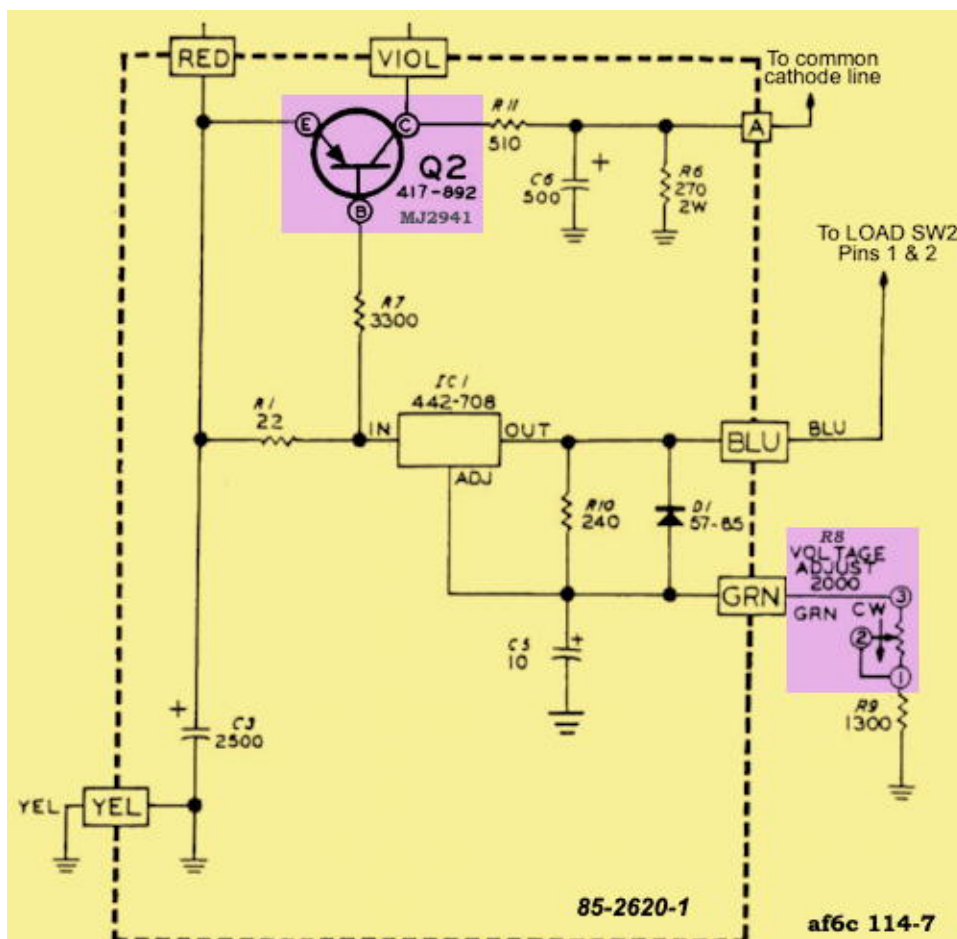 RED
VIOL
To common
cathode line
E
C
R11
510
A
Q2
417-892
MJ2941
B
+
C6
500
R6
270
2W
To LOAD SW2
Pins 1 & 2
R7
3300
IC1
442-708
R1
22
IN
OUT
ADJ
BLU
BLU
R10
240
D1
57-85
R8
VOLTAGE
ADJUST
2000
GRN
GRN
CW
3
2
1
C5
10
+
R9
1300
+
C3
2500
YEL
YEL
85-2620-1
af6c 114-7